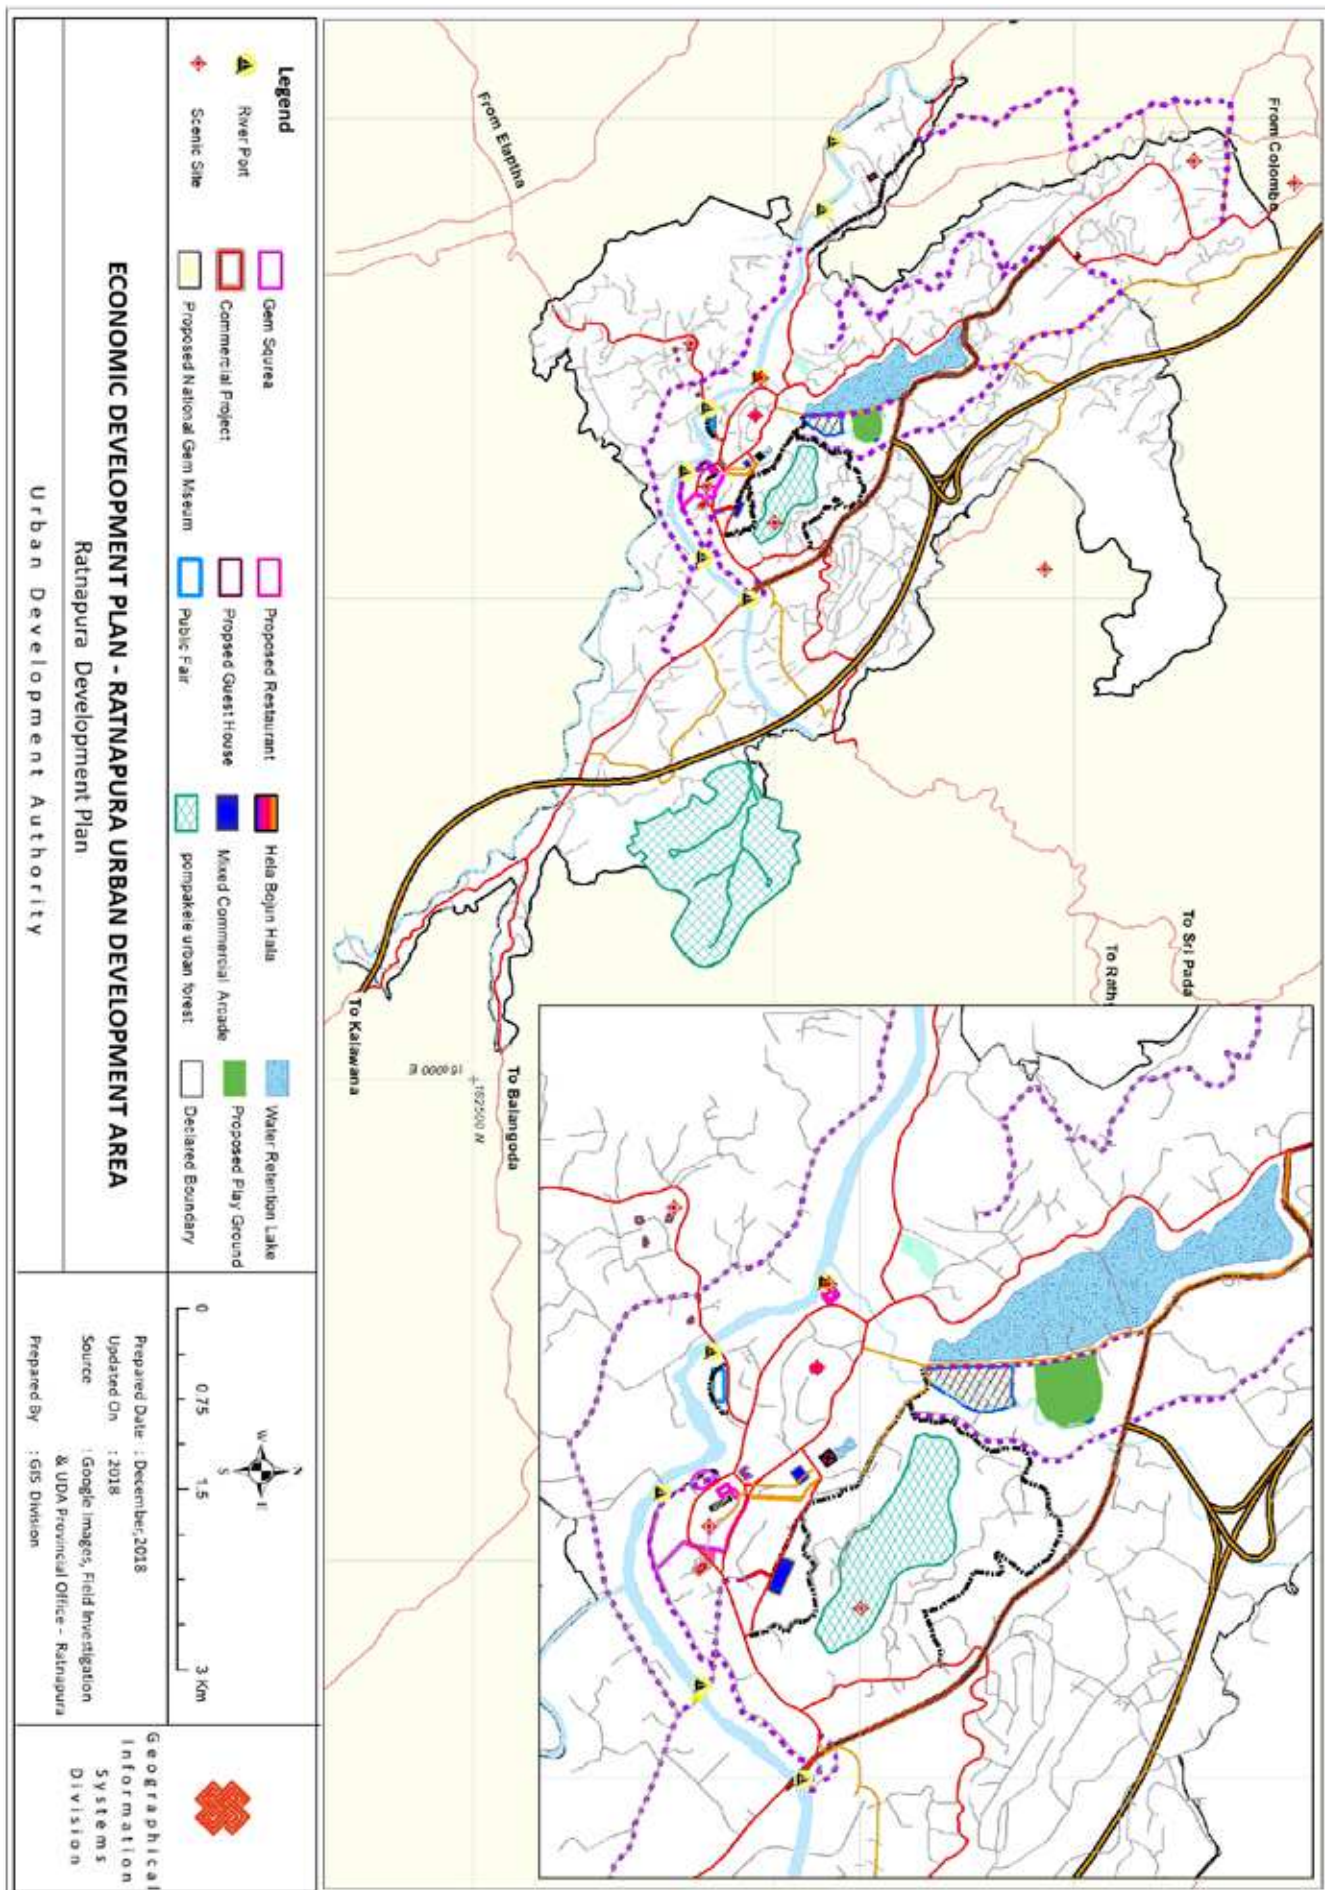 From Colombo
From Elaptha
To Sri Pada
To Rath
To Balangoda
To Kalawana
182500 N
Legend
River Port
Scenic Site
Gem Squrea
Commercial Project
Proposed National Gem Mseum
Proposed Restaurant
Propsed Guest House
Public Fair
Hela Bojun Hala
Mixed Commercial Arcade
pompakele urban forest
Water Retention Lake
Proposed Play Ground
Declared Boundary
ECONOMIC DEVELOPMENT PLAN - RATNAPURA URBAN DEVELOPMENT AREA
Ratnapura Development Plan
Urban Development Authority
N
W
E
S
0 0.75 1.5 3 Km
Prepared Date : December,2018
Updated On : 2018
Source : Google Images, Field Investigation
& UDA Provincial Office - Ratnapura
Prepared By : GIS Division
Geographical
Information
Systems
Division